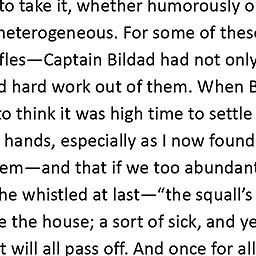 to take it, whether humorously o
heterogeneous. For some of thes
fles—Captain Bildad had not only
d hard work out of them. When B
to think it was high time to settle
hands, especially as I now found
em—and that if we too abundant
he whistled at last—“the squall’s
e the house; a sort of sick, and ye
t will all pass off. And once for all